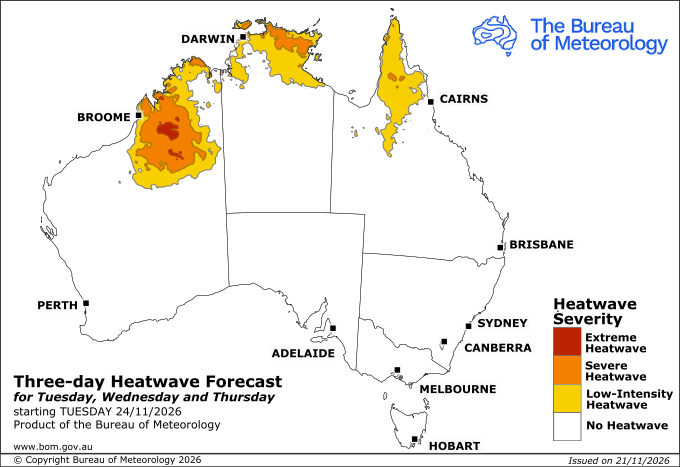 The Bureau
of Meteorology
DARWIN
CAIRNS
BROOME
BRISBANE
PERTH
SYDNEY
CANBERRA
ADELAIDE
MELBOURNE
HOBART
Heatwave
Severity
Extreme
Heatwave
Severe
Heatwave
Low-Intensity
Heatwave
No Heatwave
Three-day Heatwave Forecast
for Tuesday, Wednesday and Thursday
starting TUESDAY 24/11/2026
Product of the Bureau of Meteorology
www.bom.gov.au
© Copyright Bureau of Meteorology 2026
Issued on 21/11/2026